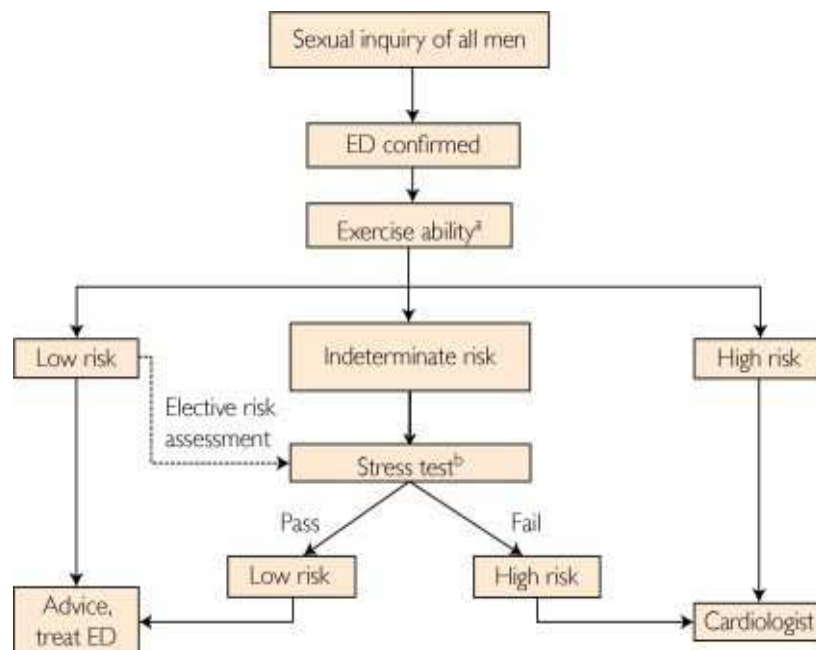 Sexual inquiry of all men
ED confirmed
Exercise abilityᵃ
Low risk
Indeterminate risk
High risk
Elective risk
assessment
Stress testᵇ
Pass
Fail
Low risk
High risk
Advice,
treat ED
Cardiologist